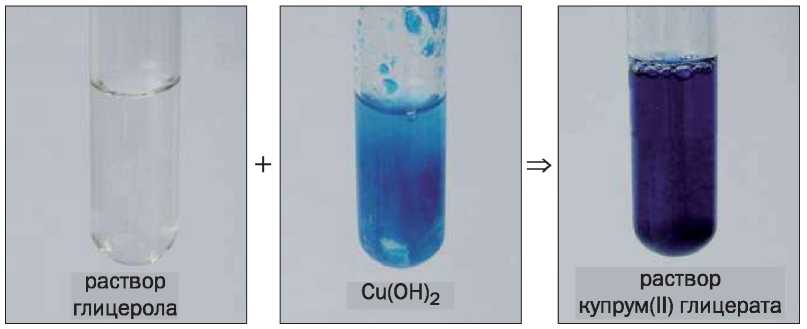 раствор
глицерола
+
Cu(OH)₂
⇒
раствор
купрум(II) глицерата